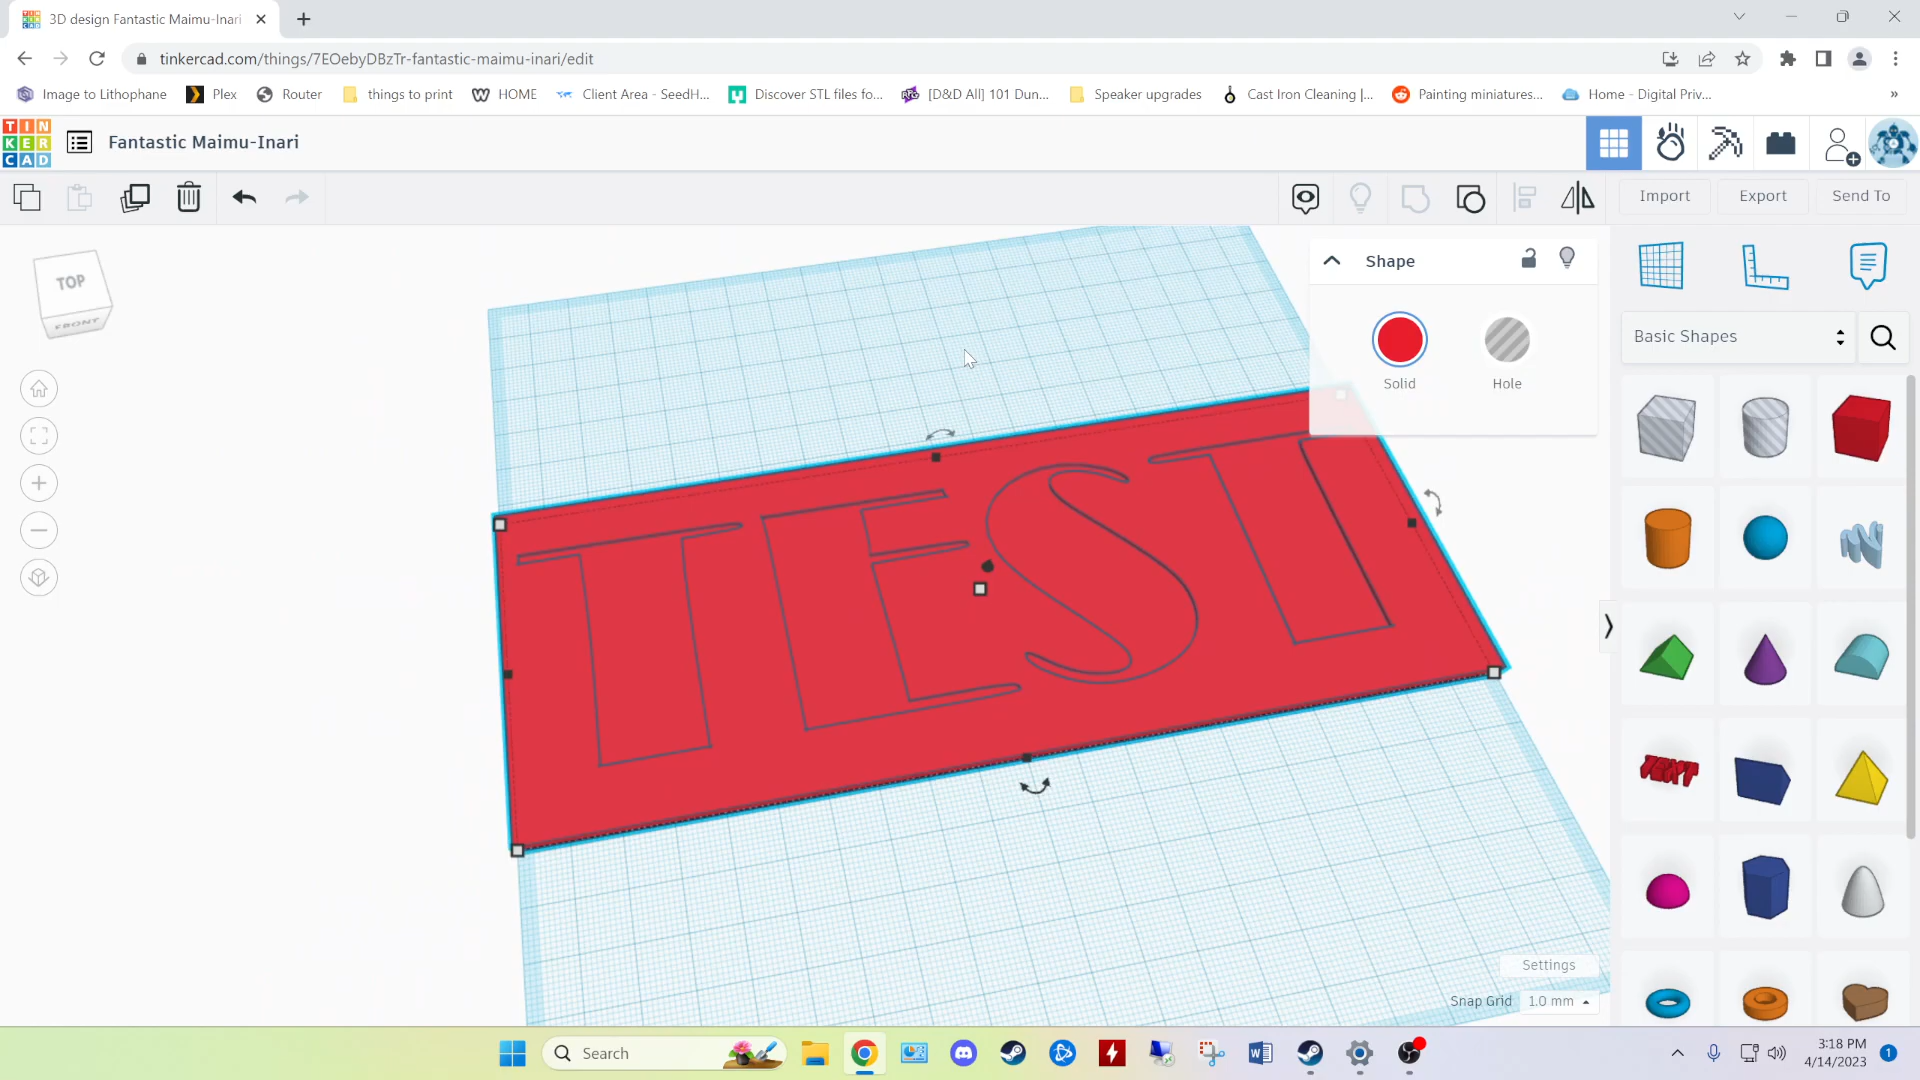 3D design Fantastic Maimu-Inari
tinkercad.com/things/7EOebyDBzTr-fantastic-maimu-inari/edit
Image to Lithophane
Plex
Router
things to print
HOME
Client Area - SeedH...
Discover STL files fo...
[D&D All] 101 Dun...
Speaker upgrades
Cast Iron Cleaning |...
Painting miniatures...
Home - Digital Priv...
»
TIN
KER
CAD
Fantastic Maimu-Inari
Import
Export
Send To
TOP
FRONT
Shape
Solid
Hole
Basic Shapes
TEST
TEXT
Settings
Snap Grid
1.0 mm
Search
3:18 PM
4/14/2023
1